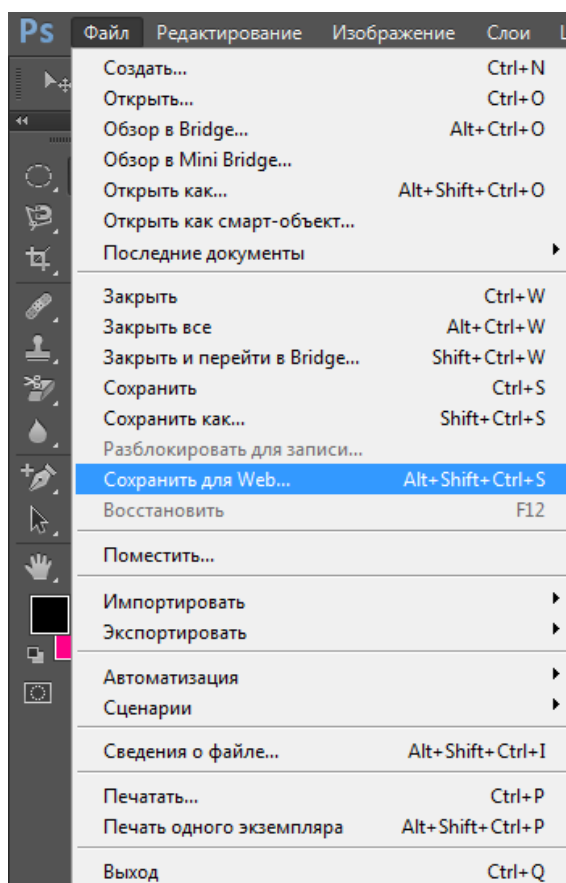 Ps Файл Редактирование Изображение Слои
Создать... Ctrl+N
Открыть... Ctrl+O
Обзор в Bridge... Alt+Ctrl+O
Обзор в Mini Bridge...
Открыть как... Alt+Shift+Ctrl+O
Открыть как смарт-объект...
Последние документы
Закрыть Ctrl+W
Закрыть все Alt+Ctrl+W
Закрыть и перейти в Bridge... Shift+Ctrl+W
Сохранить Ctrl+S
Сохранить как... Shift+Ctrl+S
Разблокировать для записи...
Сохранить для Web... Alt+Shift+Ctrl+S
Восстановить F12
Поместить...
Импортировать
Экспортировать
Автоматизация
Сценарии
Сведения о файле... Alt+Shift+Ctrl+I
Печатать... Ctrl+P
Печать одного экземпляра Alt+Shift+Ctrl+P
Выход Ctrl+Q